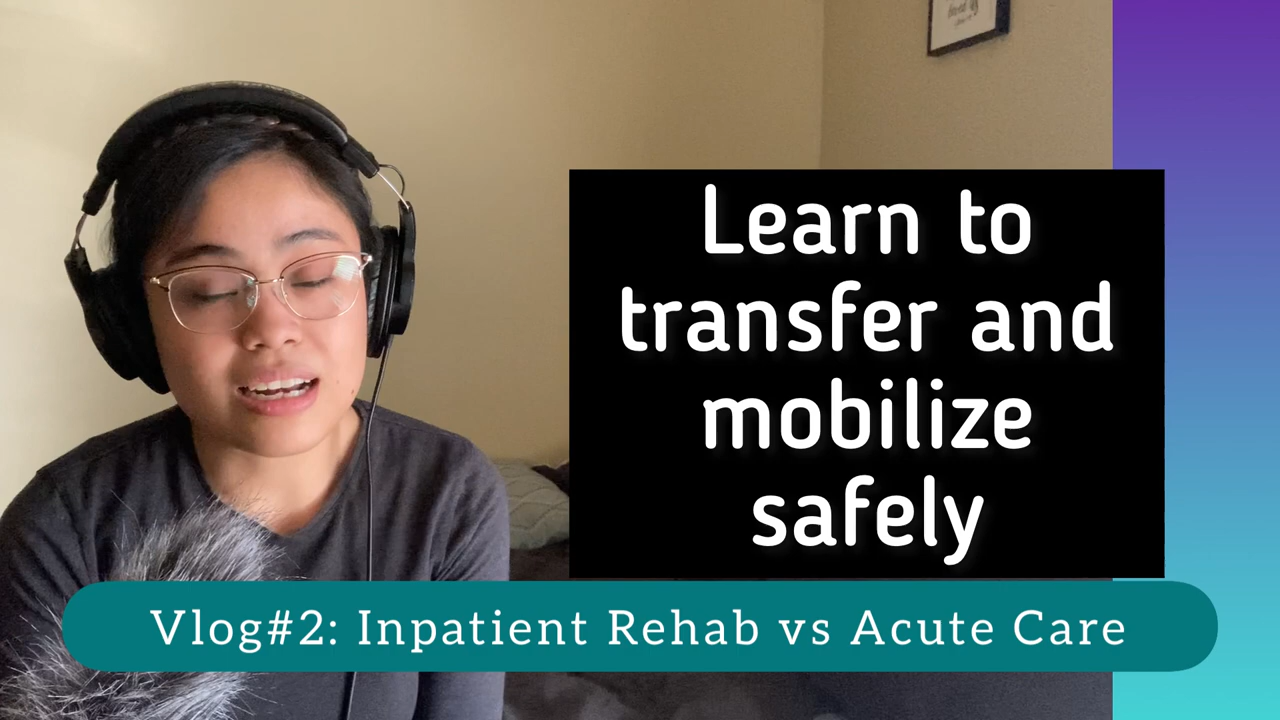 Learn to
transfer and
mobilize
safely
Vlog#2: Inpatient Rehab vs Acute Care